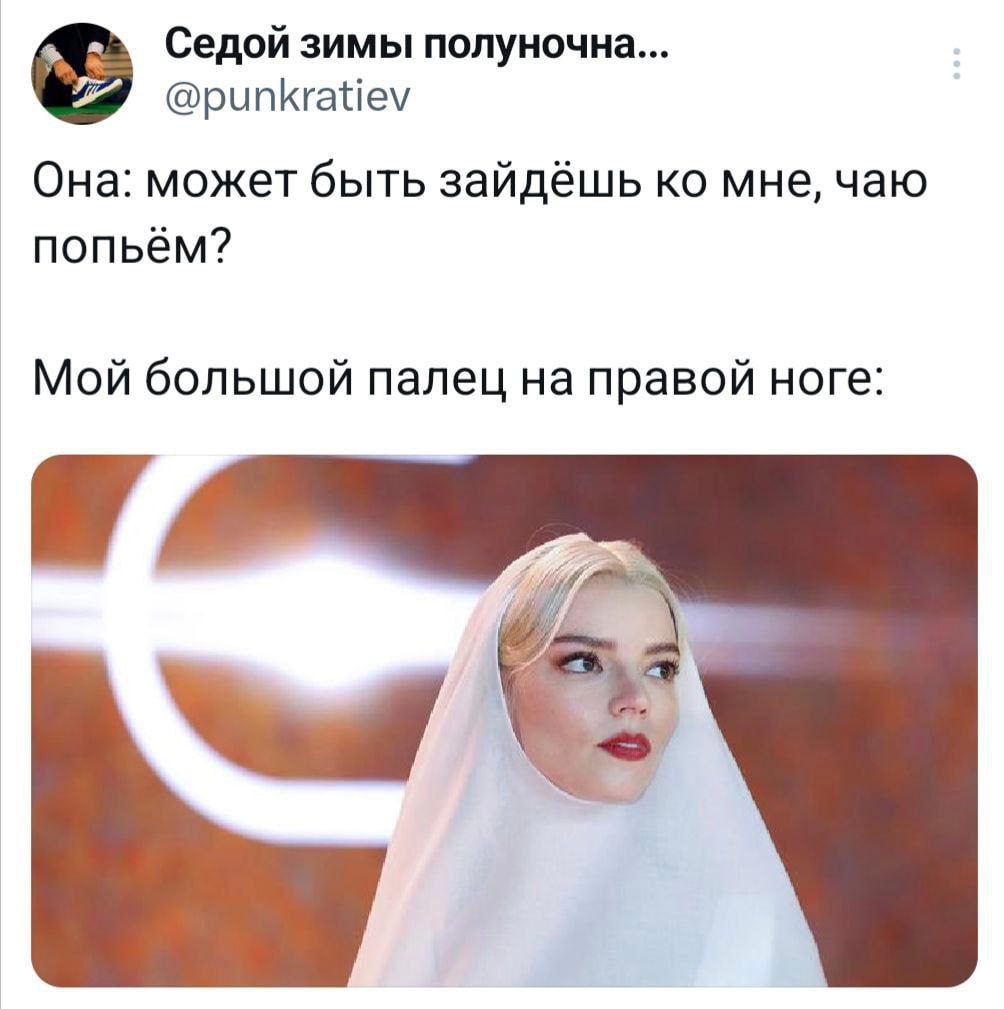 Седой зимы полуночна...
@punkratiev
Она: может быть зайдёшь ко мне, чаю
попьём?
Мой большой палец на правой ноге: